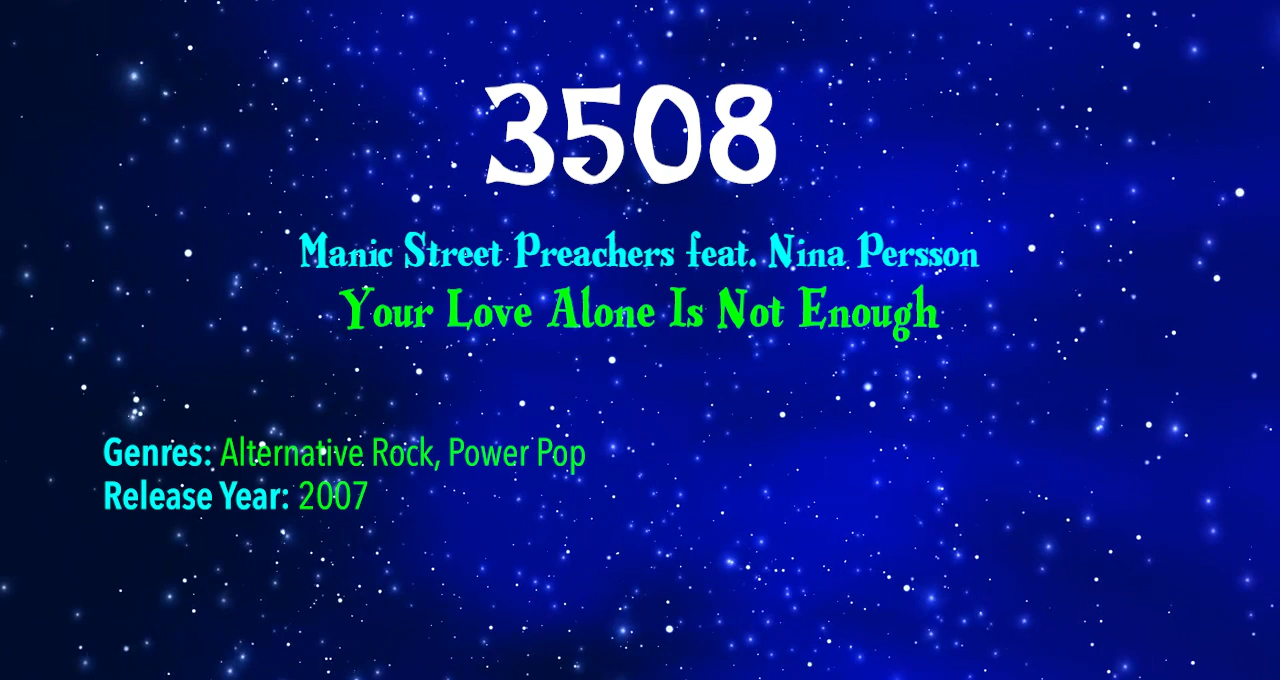 3508
Manic Street Preachers feat. Nina Persson
Your Love Alone Is Not Enough
Genres: Alternative Rock, Power Pop
Release Year: 2007